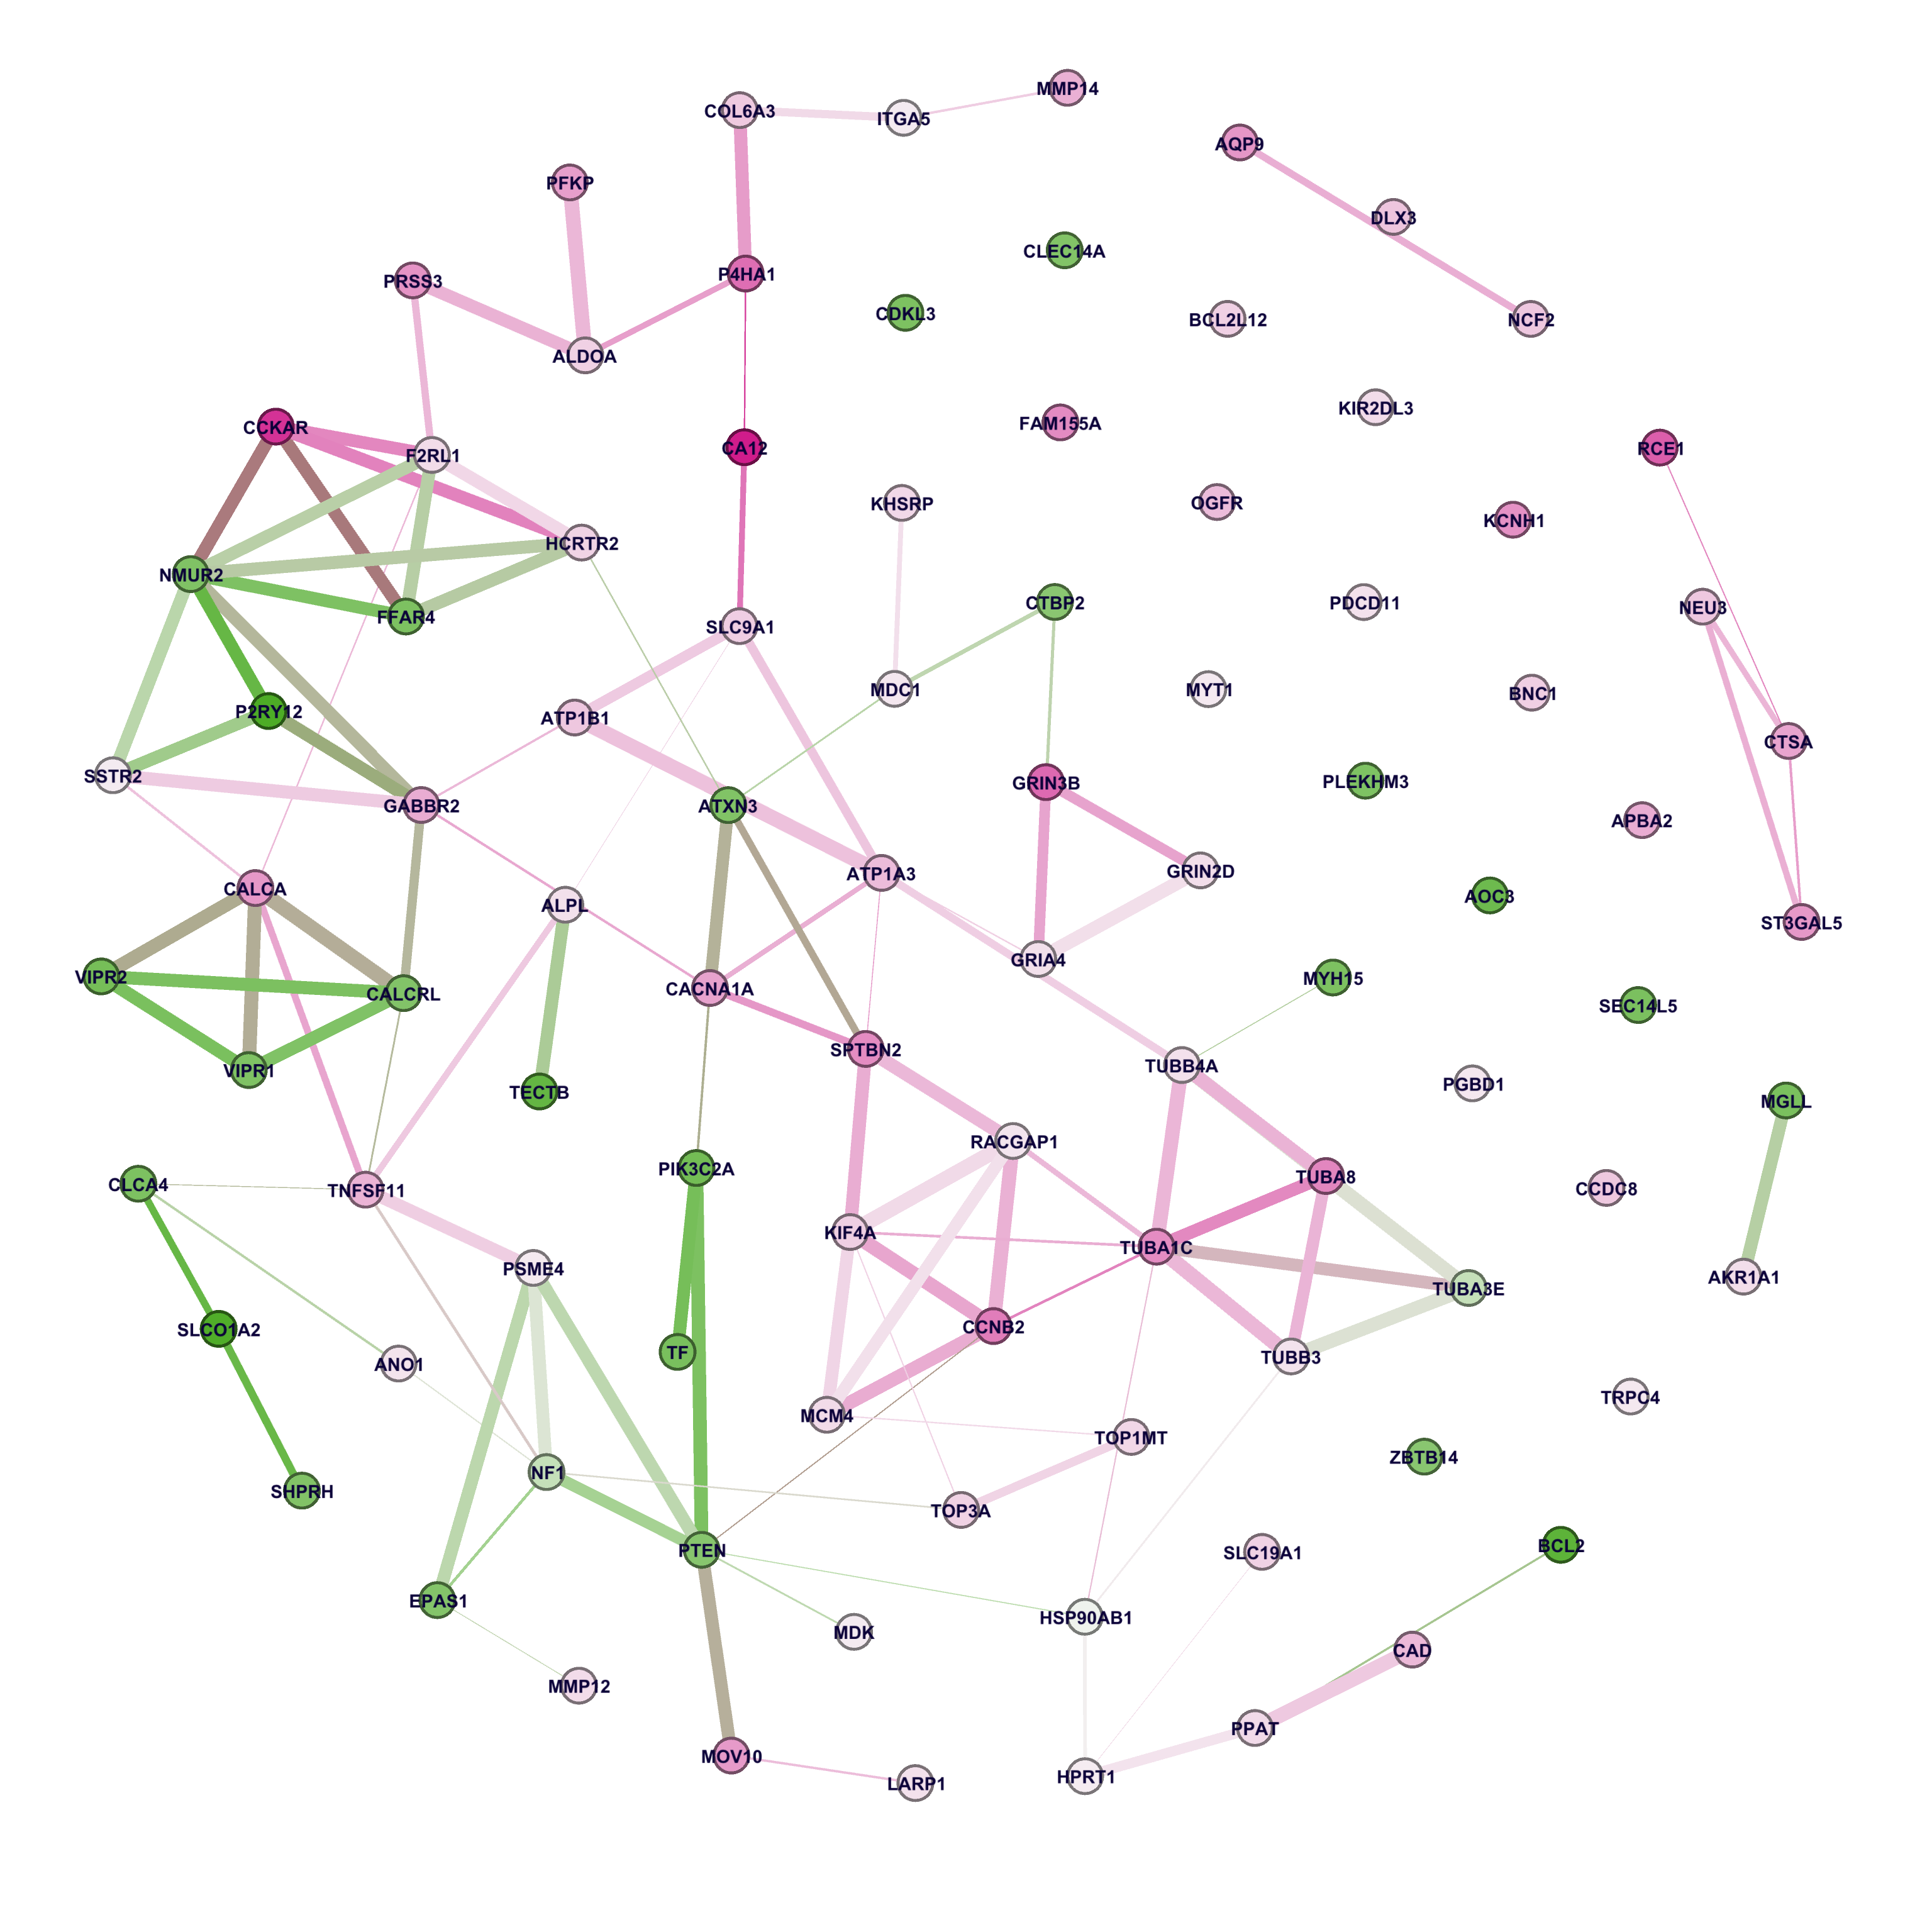 MMP14
COL6A3
ITGA5
AQP9
PFKP
DLX3
CLEC14A
P4HA1
PRSS3
CDKL3
BCL2L12
NCF2
ALDOA
KIR2DL3
FAM155A
CCKAR
CA12
RCE1
F2RL1
KHSRP
OGFR
KCNH1
HCRTR2
NMUR2
CTBP2
PDCD11
NEU3
FFAR4
SLC9A1
MDC1
MYT1
BNC1
P2RY12
ATP1B1
CTSA
SSTR2
GRIN3B
PLEKHM3
GABBR2
ATXN3
APBA2
ATP1A3
GRIN2D
CALCA
AOC3
ALPL
ST3GAL5
GRIA4
VIPR2
MYH15
CACNA1A
CALCRL
SEC14L5
SPTBN2
TUBB4A
VIPR1
PGBD1
TECTB
MGLL
RACGAP1
PIK3C2A
TUBA8
CLCA4
TNFSF11
CCDC8
KIF4A
TUBA1C
PSME4
AKR1A1
TUBA3E
CCNB2
SLCO1A2
TF
TUBB3
ANO1
TRPC4
MCM4
TOP1MT
ZBTB14
NF1
SHPRH
TOP3A
BCL2
PTEN
SLC19A1
EPAS1
HSP90AB1
MDK
CAD
MMP12
PPAT
MOV10
HPRT1
LARP1